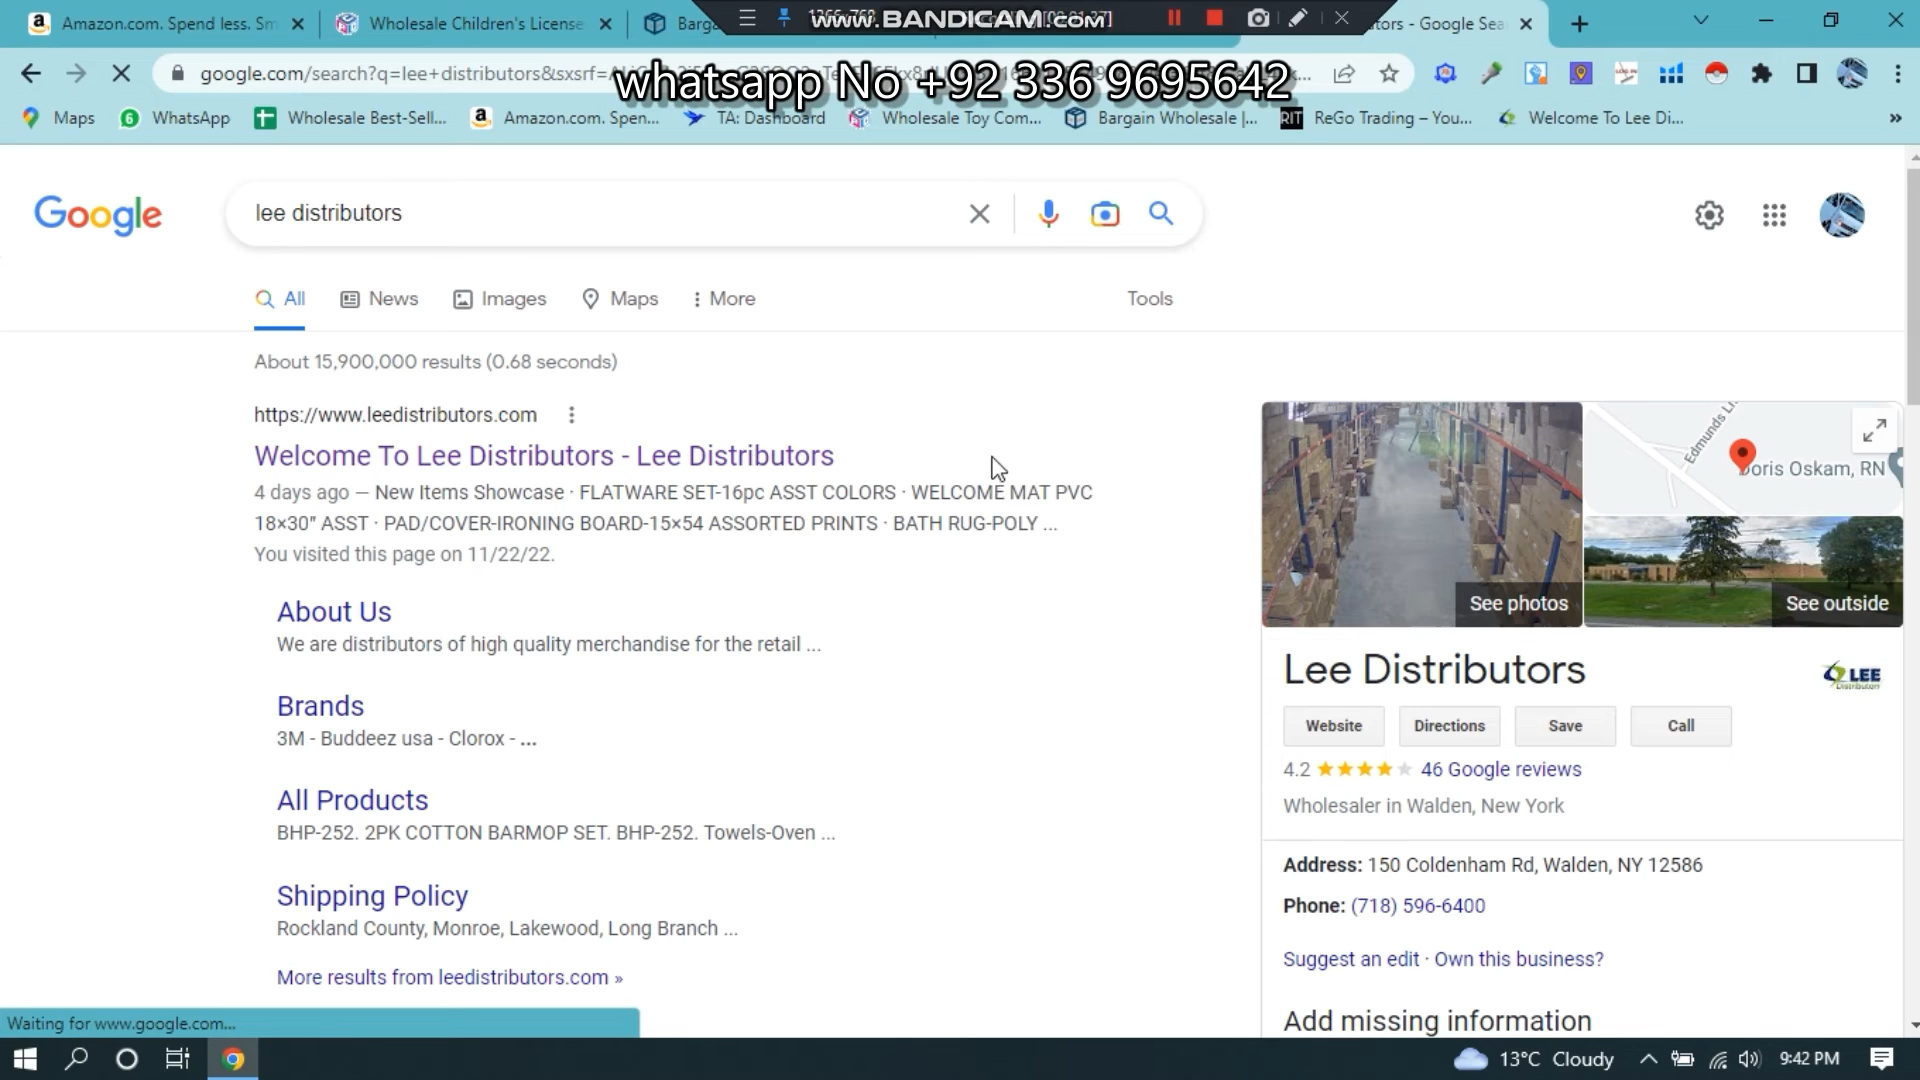 Amazon.com. Spend less. Sm
Wholesale Children's License
Barga
WWW.BANDICAM.COM
tors - Google Sea
google.com/search?q=lee+distributors&sxsrf=
whatsapp No +92 336 9695642
Maps
WhatsApp
Wholesale Best-Sell...
Amazon.com. Spen...
TA: Dashboard
Wholesale Toy Com...
Bargain Wholesale |...
RIT
ReGo Trading – You...
Welcome To Lee Di...
»
Google
lee distributors
All
News
Images
Maps
More
Tools
About 15,900,000 results (0.68 seconds)
https://www.leedistributors.com
Welcome To Lee Distributors - Lee Distributors
4 days ago — New Items Showcase · FLATWARE SET-16pc ASST COLORS · WELCOME MAT PVC
18×30" ASST · PAD/COVER-IRONING BOARD-15×54 ASSORTED PRINTS · BATH RUG-POLY ...
You visited this page on 11/22/22.
About Us
We are distributors of high quality merchandise for the retail ...
Brands
3M - Buddeez usa - Clorox - ...
All Products
BHP-252. 2PK COTTON BARMOP SET. BHP-252. Towels-Oven ...
Shipping Policy
Rockland County, Monroe, Lakewood, Long Branch ...
More results from leedistributors.com »
Edmunds L
Doris Oskam, RN
See photos
See outside
Lee Distributors
LEE
Distributors
Website
Directions
Save
Call
4.2
46 Google reviews
Wholesaler in Walden, New York
Address: 150 Coldenham Rd, Walden, NY 12586
Phone: (718) 596-6400
Suggest an edit · Own this business?
Add missing information
Waiting for www.google.com...
13°C Cloudy
9:42 PM